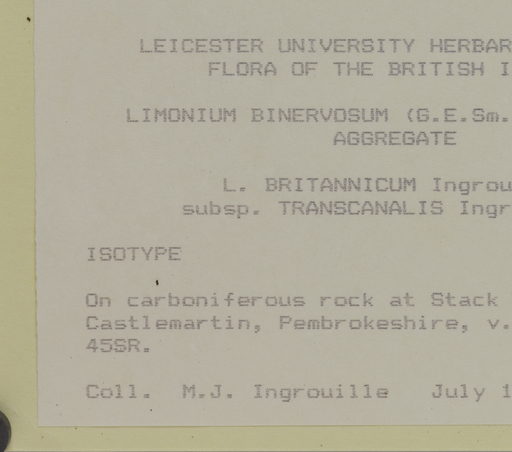 LEICESTER UNIVERSITY HERBAR
FLORA OF THE BRITISH I
LIMONIUM BINERVOSUM (G.E.Sm.
AGGREGATE
L. BRITANNICUM Ingrou
subsp. TRANSCANALIS Ingr
ISOTYPE
On carboniferous rock at Stack
Castlemartin, Pembrokeshire, v.
45SR.
Coll. M.J. Ingrouille July 1